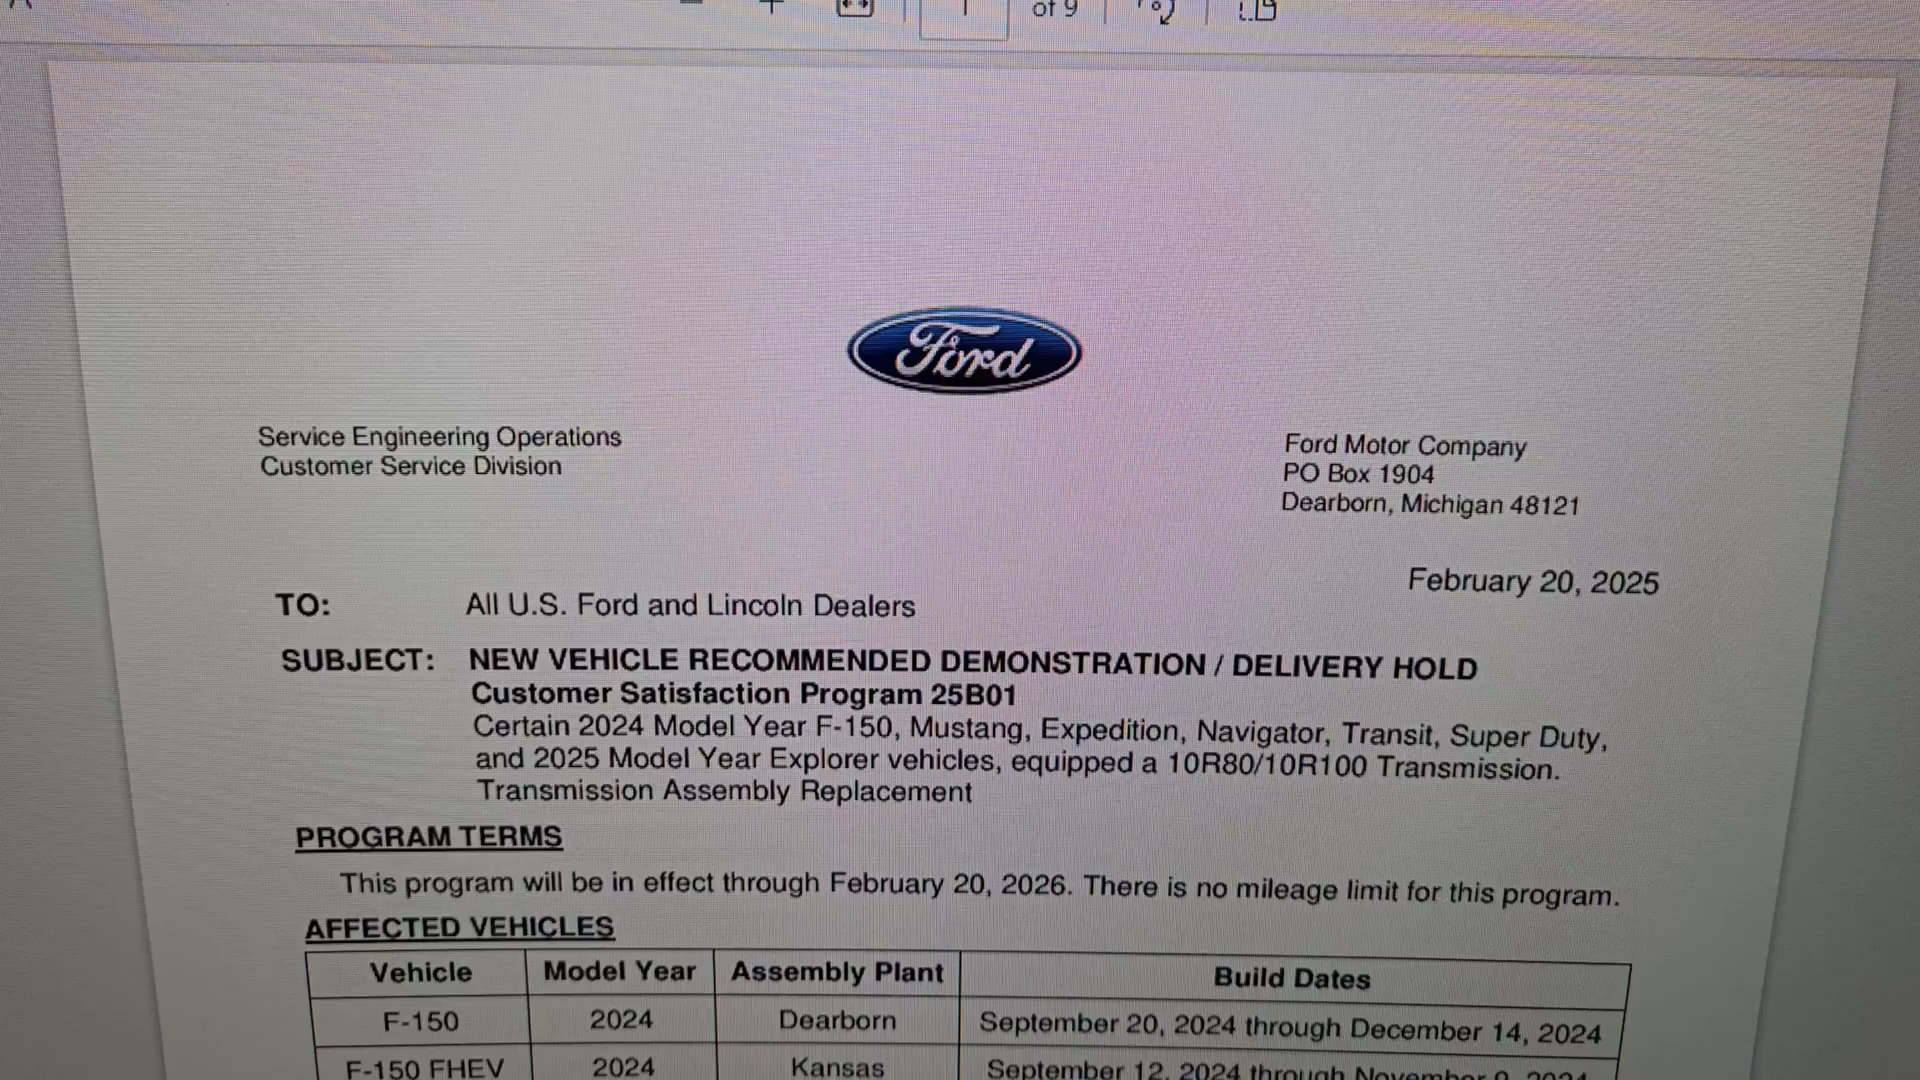 of 9
Ford
Service Engineering Operations
Customer Service Division
Ford Motor Company
PO Box 1904
Dearborn, Michigan 48121
February 20, 2025
TO: All U.S. Ford and Lincoln Dealers
SUBJECT: NEW VEHICLE RECOMMENDED DEMONSTRATION / DELIVERY HOLD
Customer Satisfaction Program 25B01
Certain 2024 Model Year F-150, Mustang, Expedition, Navigator, Transit, Super Duty,
and 2025 Model Year Explorer vehicles, equipped a 10R80/10R100 Transmission.
Transmission Assembly Replacement
PROGRAM TERMS
This program will be in effect through February 20, 2026. There is no mileage limit for this program.
AFFECTED VEHICLES
Vehicle Model Year Assembly Plant Build Dates
F-150 2024 Dearborn September 20, 2024 through December 14, 2024
F-150 FHEV 2024 Kansas September 12, 2024 through November 9, 2024